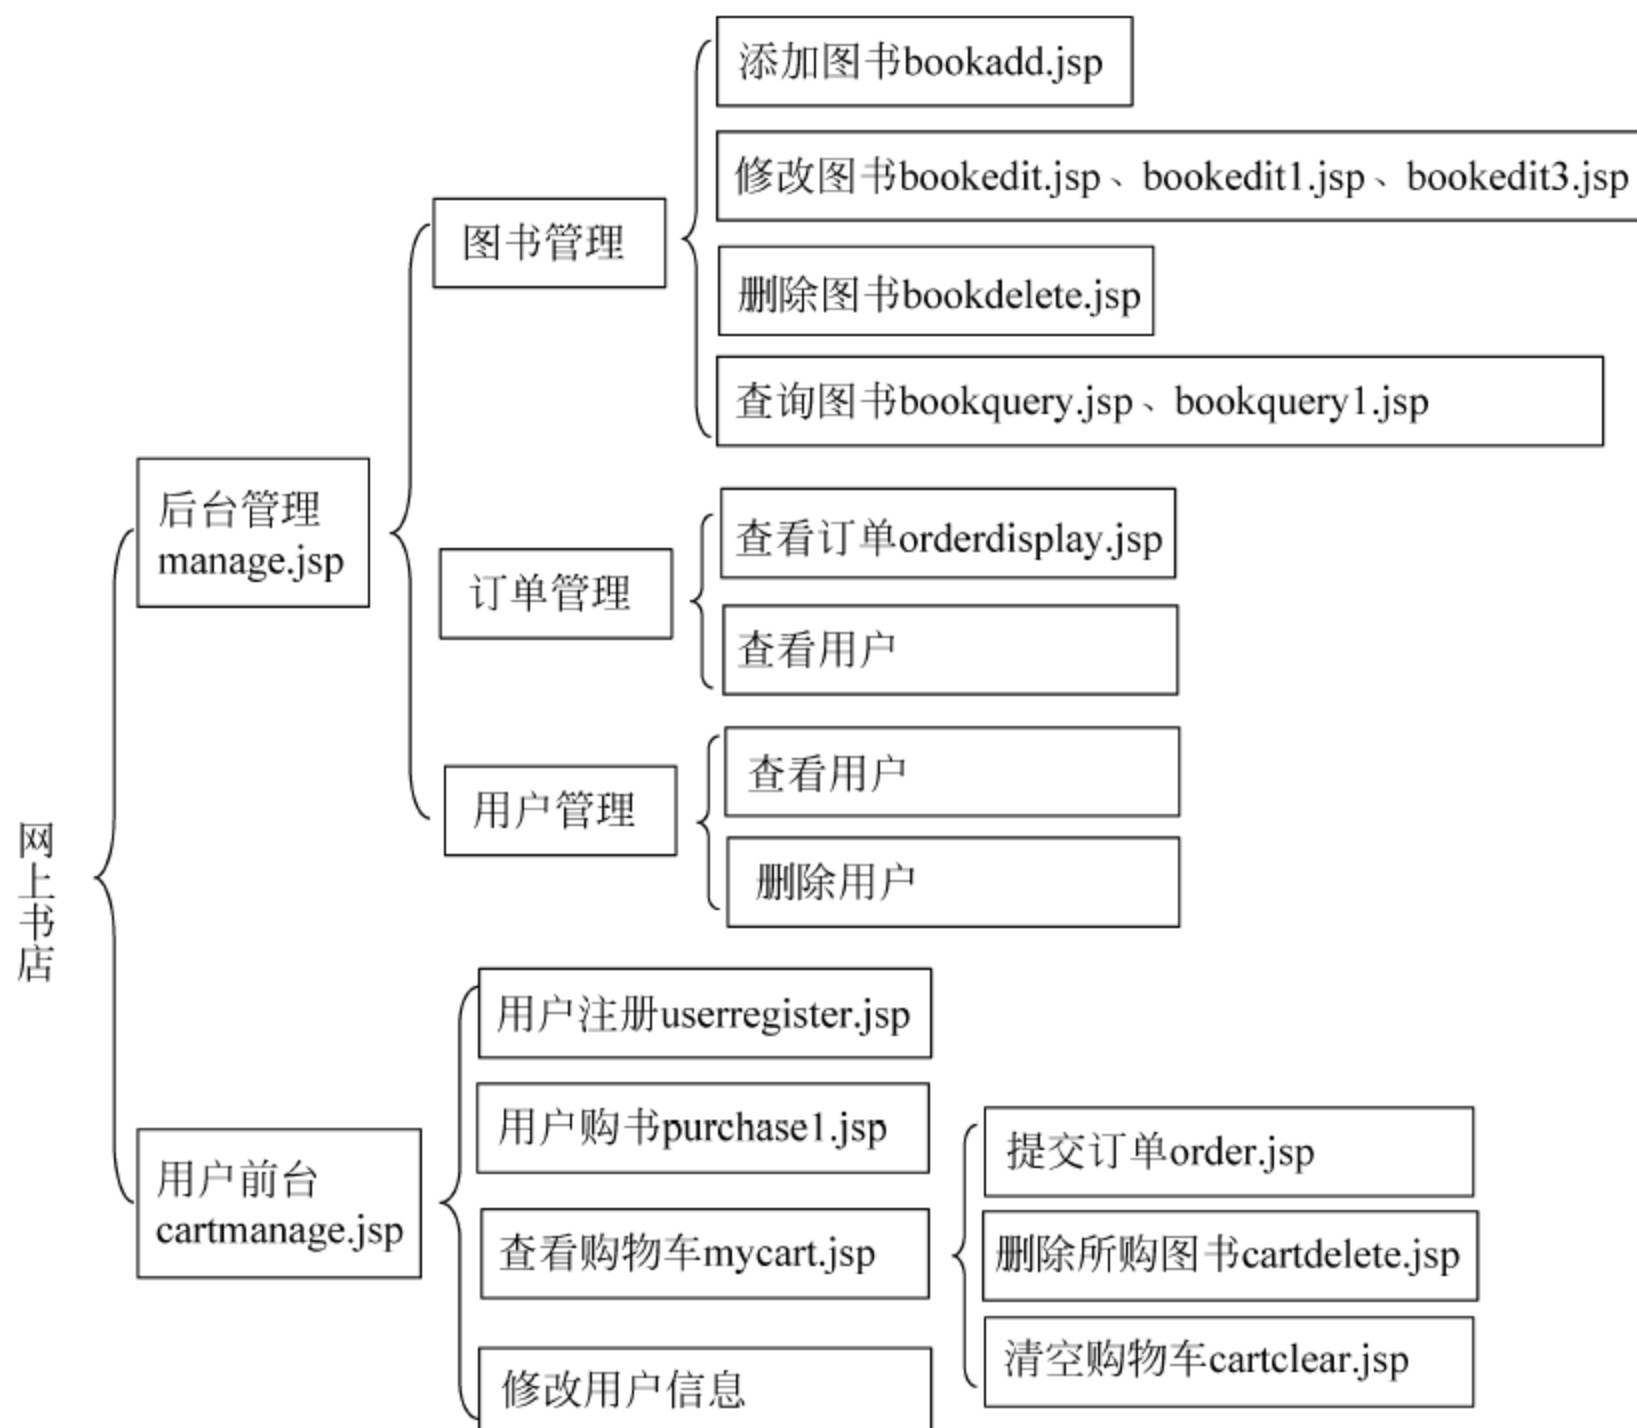 添加图书bookadd.jsp
修改图书bookedit.jsp、bookedit1.jsp、bookedit3.jsp
图书管理
删除图书bookdelete.jsp
查询图书bookquery.jsp、bookquery1.jsp
后台管理
manage.jsp
查看订单orderdisplay.jsp
订单管理
查看用户
查看用户
用户管理
删除用户
网上书店
用户注册userregister.jsp
用户购书purchase1.jsp
提交订单order.jsp
用户前台
cartmanage.jsp
查看购物车mycart.jsp
删除所购图书cartdelete.jsp
清空购物车cartclear.jsp
修改用户信息